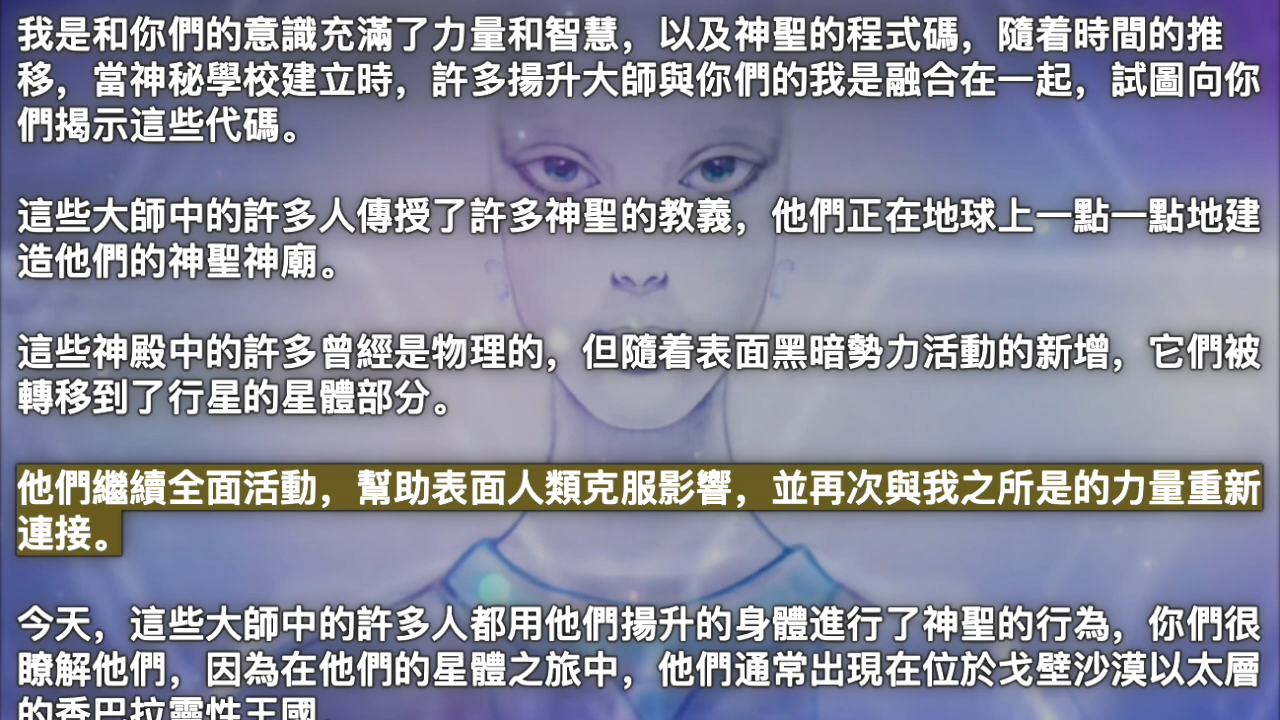 我是和你們的意識充滿了力量和智慧，以及神聖的程式碼，隨着時間的推
移，當神秘學校建立時，許多揚升大師與你們的我是融合在一起，試圖向你
們揭示這些代碼。
這些大師中的許多人傳授了許多神聖的教義，他們正在地球上一點一點地建
造他們的神聖神廟。
這些神殿中的許多曾經是物理的，但隨着表面黑暗勢力活動的新增，它們被
轉移到了行星的星體部分。
他們繼續全面活動，幫助表面人類克服影響，並再次與我之所是的力量重新
連接。
今天，這些大師中的許多人都用他們揚升的身體進行了神聖的行為，你們很
瞭解他們，因為在他們的星體之旅中，他們通常出現在位於戈壁沙漠以太層
的香巴拉靈性王國。